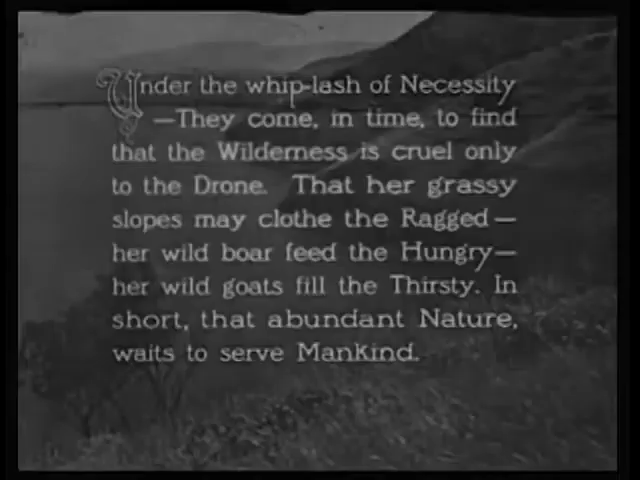 Under the whip-lash of Necessity
—They come, in time, to find
that the Wilderness is cruel only
to the Drone. That her grassy
slopes may clothe the Ragged—
her wild boar feed the Hungry—
her wild goats fill the Thirsty. In
short, that abundant Nature,
waits to serve Mankind.